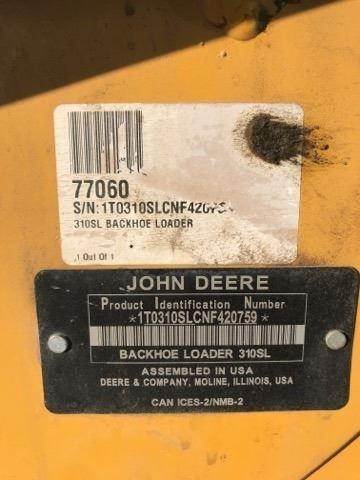 77060
S/N:
310SL BACKHOE LOADER
1 Out Of 1
JOHN DEERE
Product Identification Number
*1T0310SLCNF420759*
BACKHOE LOADER 310SL
ASSEMBLED IN USA
DEERE & COMPANY, MOLINE, ILLINOIS, USA
CAN ICES-2/NMB-2